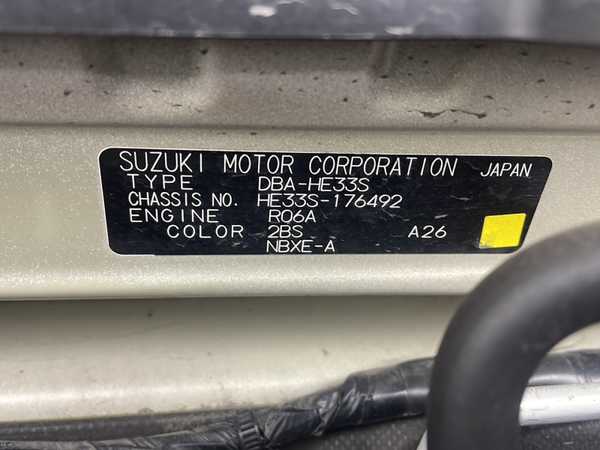 SUZUKI MOTOR CORPORATION JAPAN
TYPE DBA-HE33S
CHASSIS NO. HE33S-176492
ENGINE R06A
COLOR 2BS A26
NBXE-A